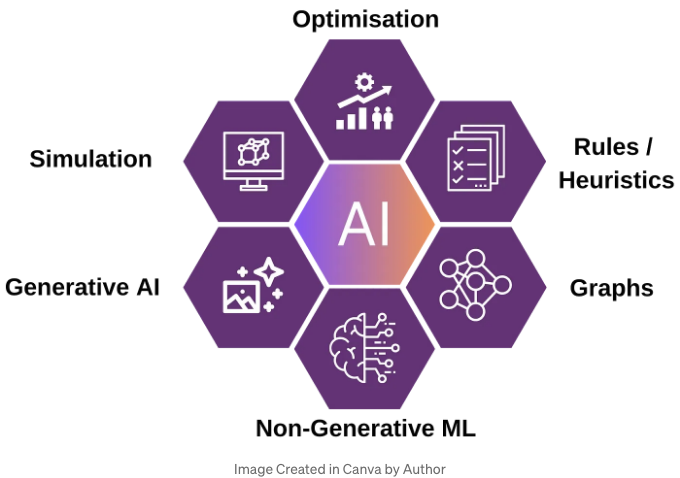 Optimisation
Simulation
Rules /
Heuristics
AI
Generative AI
Graphs
Non-Generative ML
Image Created in Canva by Author